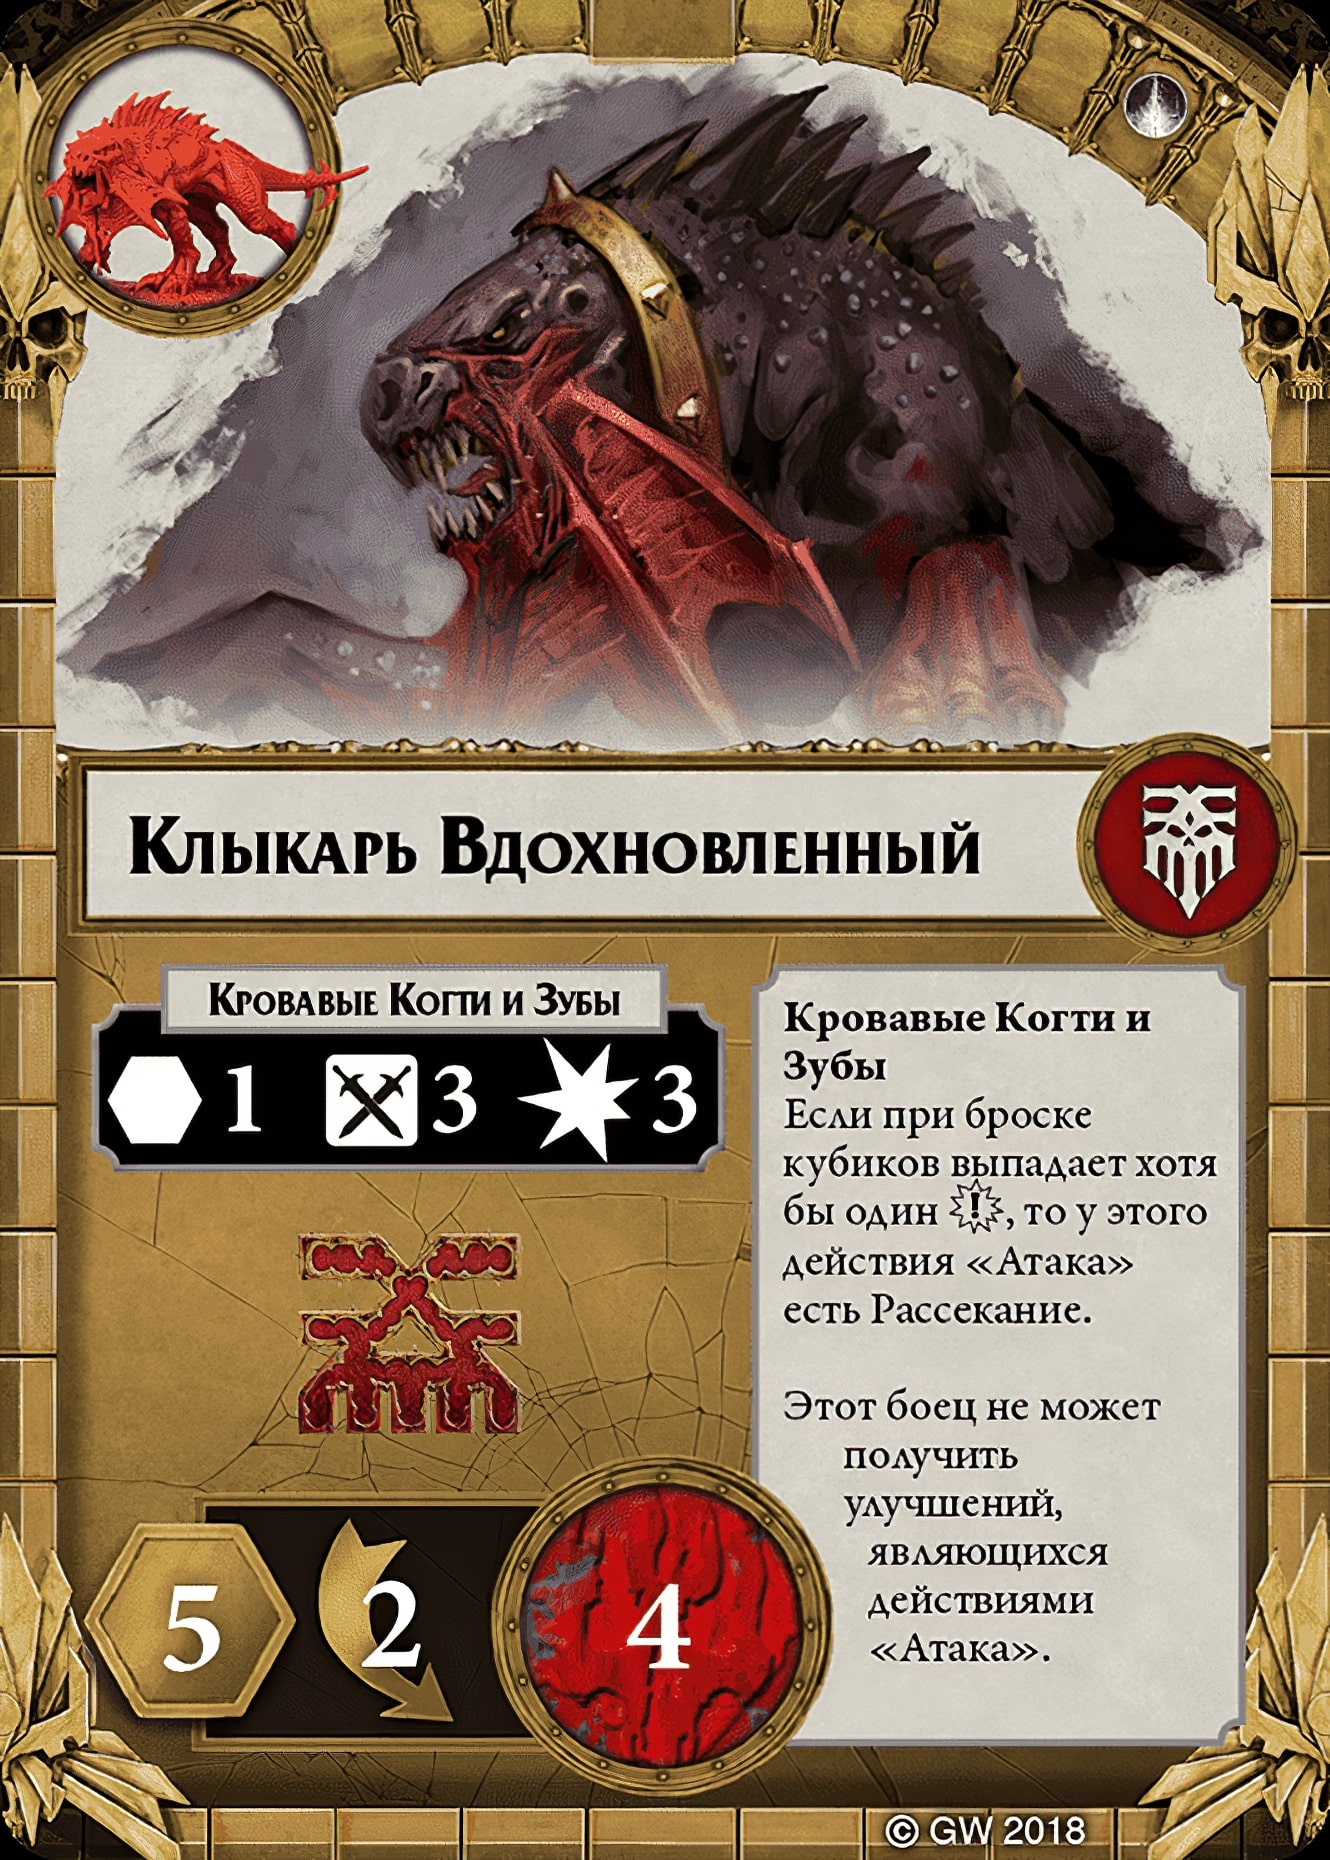 Клыкарь Вдохновленный
Кровавые Когти и Зубы
1 3 3
Кровавые Когти и
Зубы
Если при броске
кубиков выпадает хотя
бы один , то у этого
действия «Атака»
есть Рассекание.
Этот боец не может
получить
улучшений,
являющихся
действиями
«Атака».
5 2 4
© GW 2018